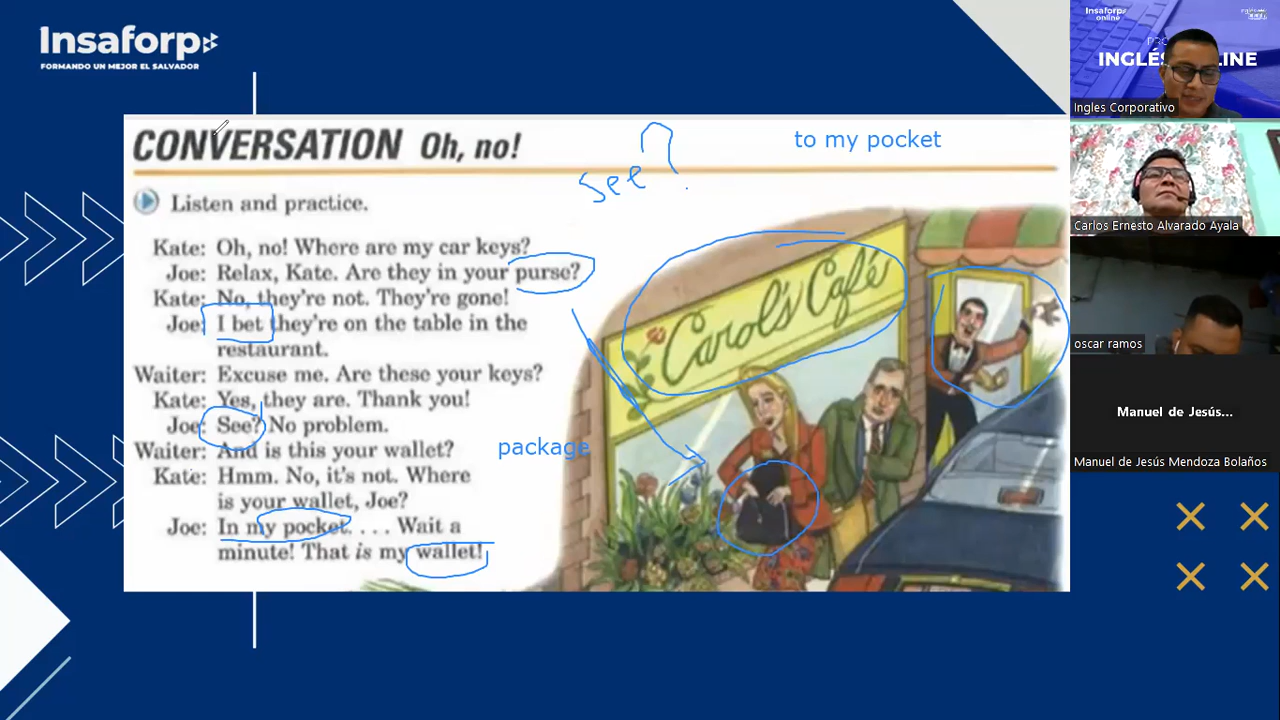 Insaforp
FORMANDO UN MEJOR EL SALVADOR
CONVERSATION Oh, no!
see?
to my pocket
Listen and practice.
Kate: Oh, no! Where are my car keys?
Joe: Relax, Kate. Are they in your purse?
Kate: No, they're not. They're gone!
Joe: I bet they're on the table in the
restaurant.
Waiter: Excuse me. Are these your keys?
Kate: Yes, they are. Thank you!
Joe: See? No problem.
Waiter: And is this your wallet?
Kate: Hmm. No, it's not. Where
is your wallet, Joe?
Joe: In my pocket. . . . Wait a
minute! That is my wallet!
package
Carol's Café
Insaforp
online
INGLÉS ONLINE
Ingles Corporativo
Carlos Ernesto Alvarado Ayala
oscar ramos
Manuel de Jesús...
Manuel de Jesús Mendoza Bolaños